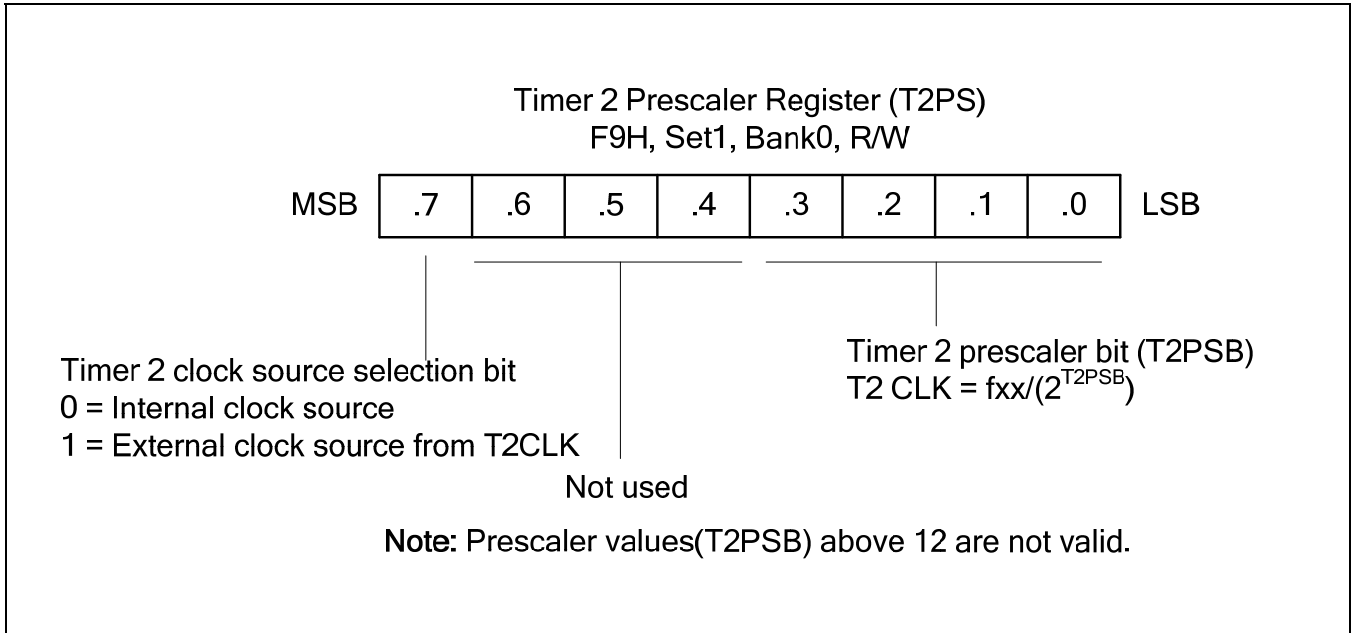 Timer 2 Prescaler Register (T2PS)
F9H, Set1, Bank0, R/W
MSB .7 .6 .5 .4 .3 .2 .1 .0 LSB
Timer 2 clock source selection bit
0 = Internal clock source
1 = External clock source from T2CLK
Timer 2 prescaler bit (T2PSB)
T2 CLK = fxx/(2^T2PSB)
Not used
Note: Prescaler values(T2PSB) above 12 are not valid.